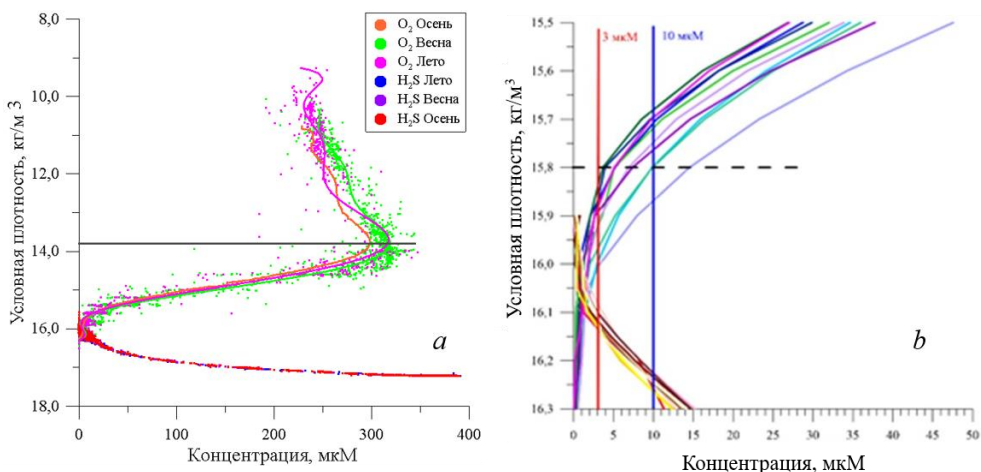 Условная плотность, кг/м 3
8,0
10,0
12,0
14,0
16,0
18,0
O₂ Осень
O₂ Весна
O₂ Лето
H₂S Лето
H₂S Весна
H₂S Осень
a
0 100 200 300 400
Концентрация, мкМ
Условная плотность, кг/м³
15,5
15,6
15,7
15,8
15,9
16,0
16,1
16,2
16,3
3 мкМ
10 мкМ
b
0 5 10 15 20 25 30 35 40 45 50
Концентрация, мкМ